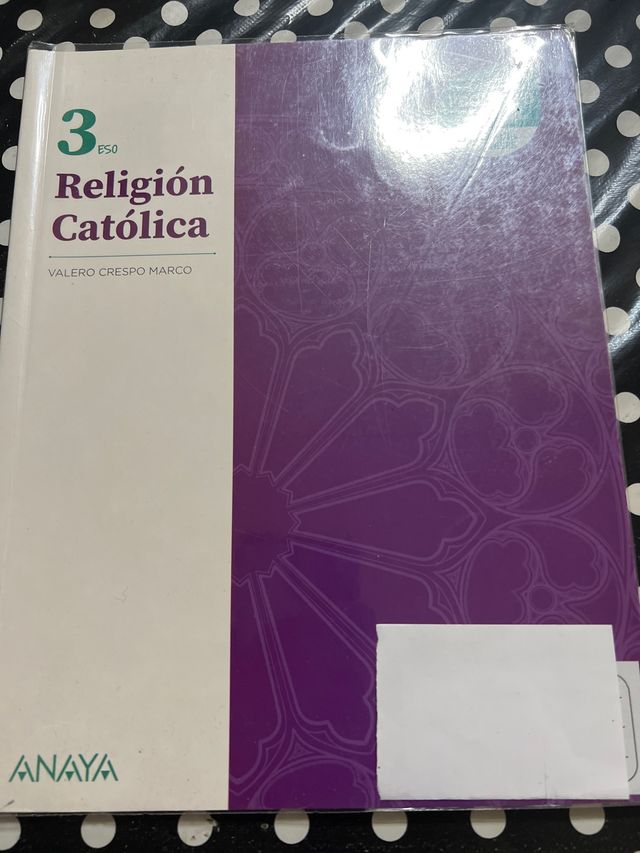 3 ESO
Religión
Católica
VALERO CRESPO MARCO
ANAYA